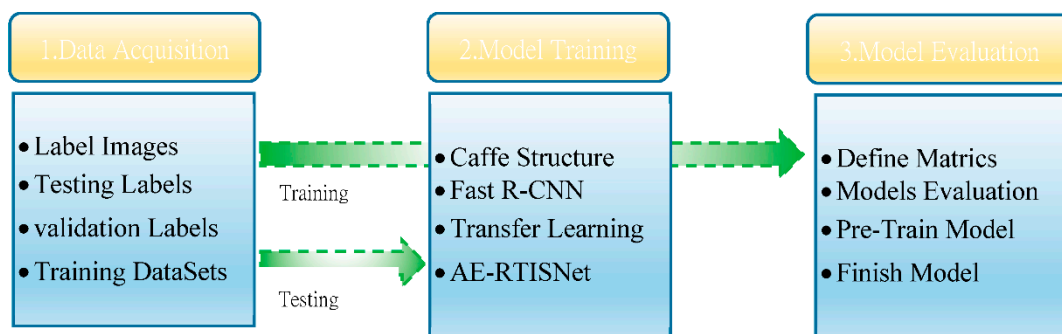 1.Data Acquisition
2.Model Training
3.Model Evaluation
• Label Images
• Testing Labels
• validation Labels
• Training DataSets
Training
Testing
• Caffe Structure
• Fast R-CNN
• Transfer Learning
• AE-RTISNet
• Define Matrics
• Models Evaluation
• Pre-Train Model
• Finish Model